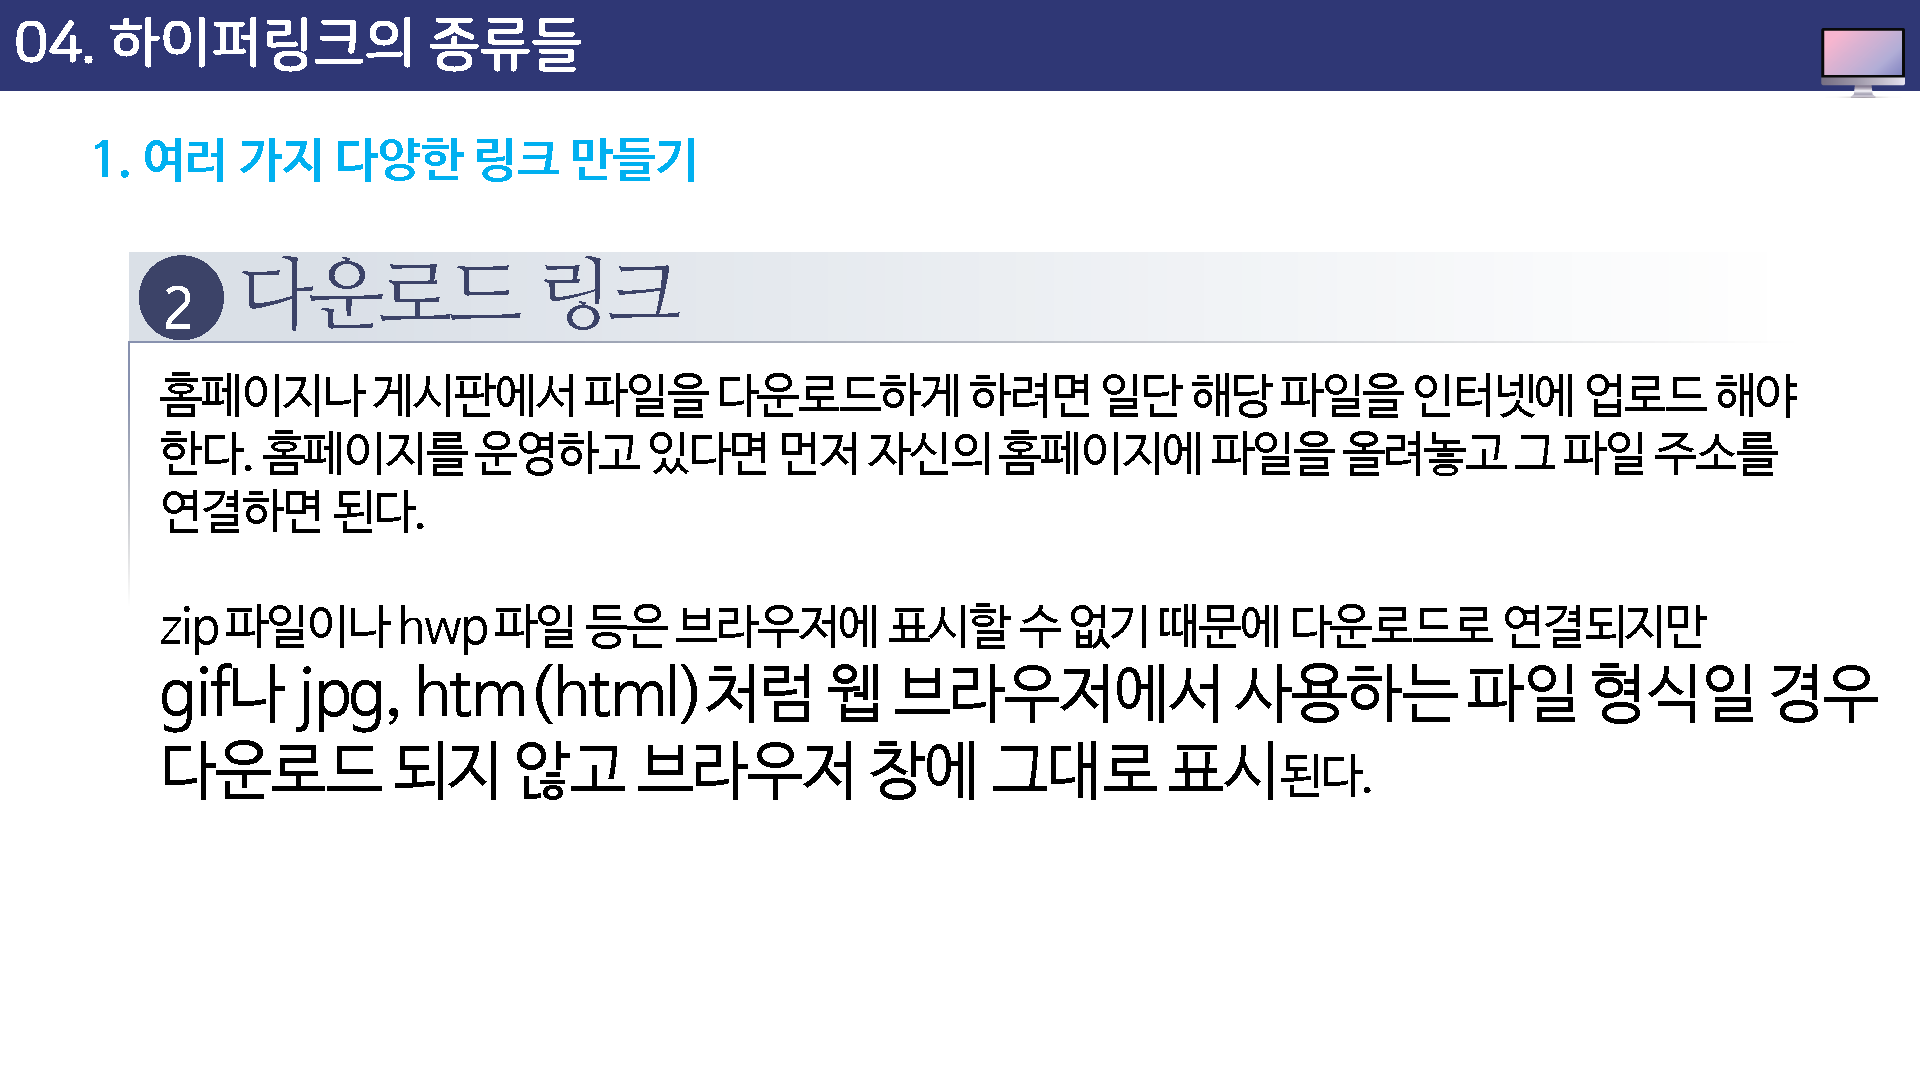 04. 하이퍼링크의 종류들
1. 여러 가지 다양한 링크 만들기
2 다운로드 링크
홈페이지나 게시판에서 파일을 다운로드하게 하려면 일단 해당 파일을 인터넷에 업로드 해야
한다. 홈페이지를 운영하고 있다면 먼저 자신의 홈페이지에 파일을 올려놓고 그 파일 주소를
연결하면 된다.
zip 파일이나 hwp 파일 등은 브라우저에 표시할 수 없기 때문에 다운로드로 연결되지만
gif나 jpg, htm(html)처럼 웹 브라우저에서 사용하는 파일 형식일 경우
다운로드 되지 않고 브라우저 창에 그대로 표시된다.